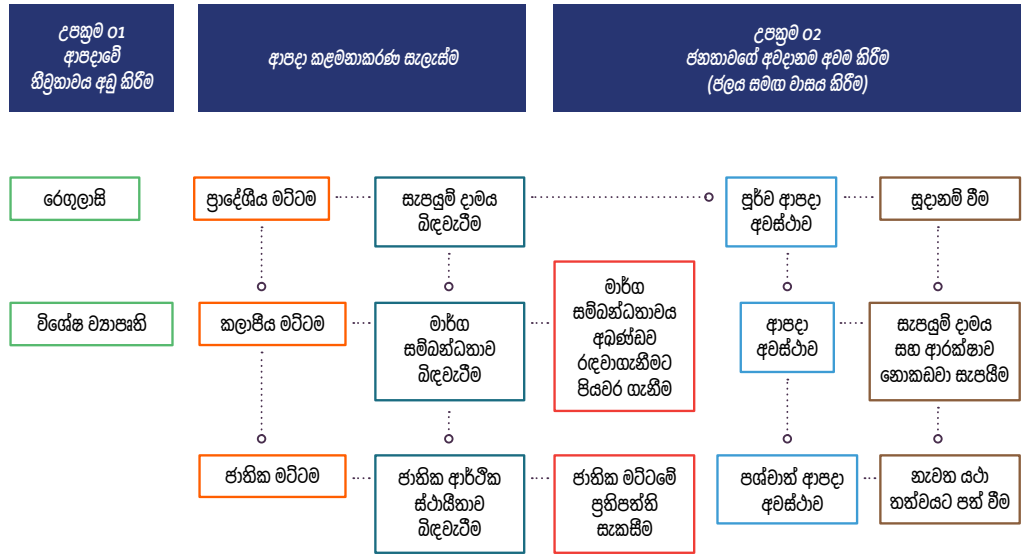 උපක්‍රම 01
ආපදාවේ
තීව්‍රතාවය අඩු කිරීම
ආපදා කළමනාකරණ සැලැස්ම
උපක්‍රම 02
ජනතාවගේ අවදානම අවම කිරීම
(ජලය සමඟ වාසය කිරීම)
රෙගුලාසි
ප්‍රාදේශීය මට්ටම
සැපයුම් දාමය
බිඳවැටීම
පූර්ව ආපදා
අවස්ථාව
සූදානම් වීම
විශේෂ ව්‍යාපෘති
කලාපීය මට්ටම
මාර්ග
සම්බන්ධතාව
බිඳවැටීම
මාර්ග
සම්බන්ධතාවය
අඛණ්ඩව
රඳවාගැනීමට
පියවර ගැනීම
ආපදා
අවස්ථාව
සැපයුම් දාමය
සහ ආරක්ෂාව
නොකඩවා සැපයීම
ජාතික මට්ටම
ජාතික ආර්ථික
ස්ථායීතාව
බිඳවැටීම
ජාතික මට්ටමේ
ප්‍රතිපත්ති
සැකසීම
පශ්චාත් ආපදා
අවස්ථාව
නැවත යථා
තත්වයට පත් වීම